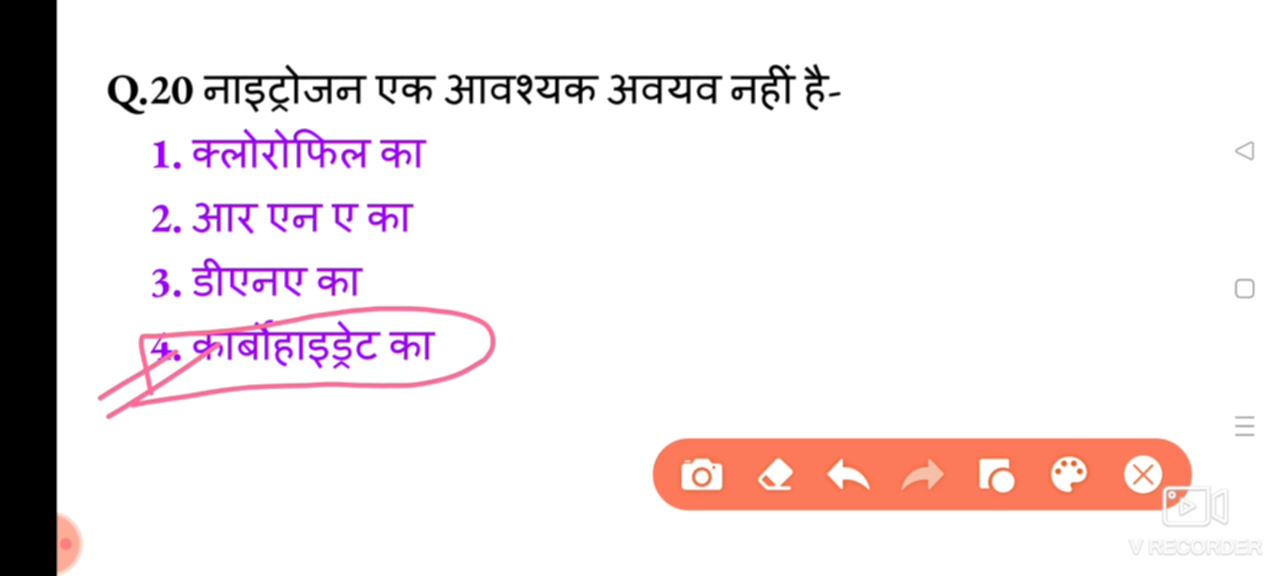 Q.20 नाइट्रोजन एक आवश्यक अवयव नहीं है-
1. क्लोरोफिल का
2. आर एन ए का
3. डीएनए का
4. कार्बोहाइड्रेट का
V RECORDER